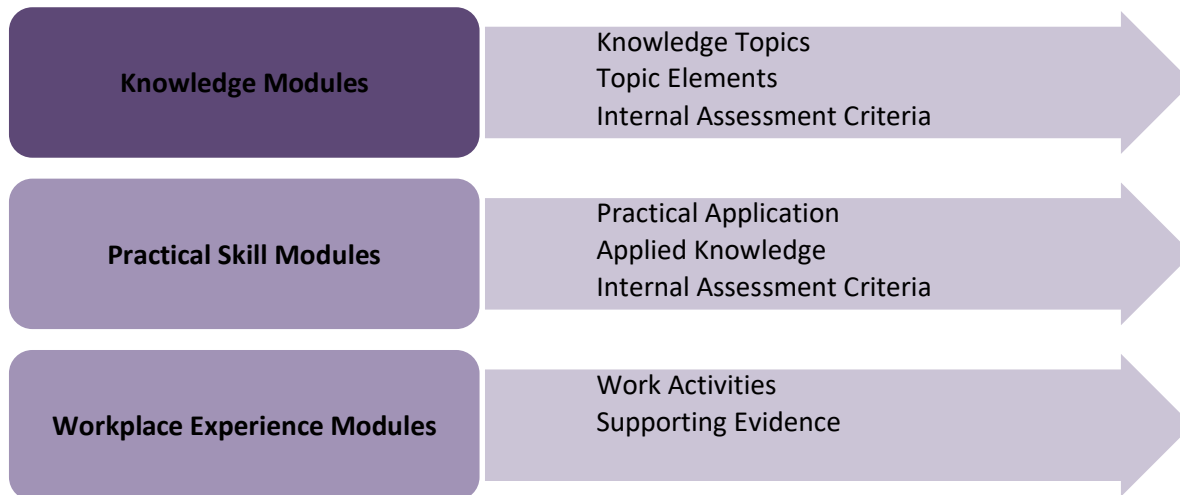 Knowledge Modules
Knowledge Topics
Topic Elements
Internal Assessment Criteria
Practical Skill Modules
Practical Application
Applied Knowledge
Internal Assessment Criteria
Workplace Experience Modules
Work Activities
Supporting Evidence